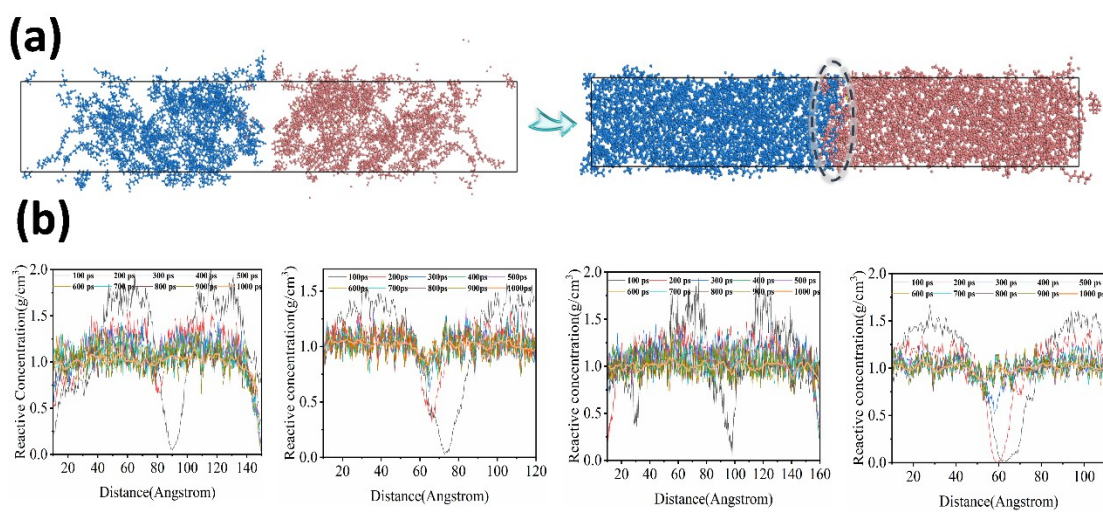 (a)
(b)
Reactive Concentration(g/cm³)
2.0
1.5
1.0
0.5
0.0
100 ps 200 ps 300 ps 400 ps 500 ps
600 ps 700 ps 800 ps 900 ps 1000 ps
20 40 60 80 100 120 140
Distance(Angstrom)
Reactive concentration(g/cm³)
1.5
1.0
0.5
0.0
100ps 200ps 300ps 400ps 500ps
600ps 700ps 800ps 900ps 1000ps
20 40 60 80 100 120
Distance(Angstrom)
Reactive concentration(g/cm³)
2.0
1.5
1.0
0.5
0.0
100 ps 200 ps 300 ps 400 ps 500 ps
600 ps 700 ps 800 ps 900 ps 1000 ps
20 40 60 80 100 120 140 160
Distance(Angstrom)
Reactive concentration(g/cm³)
2.0
1.5
1.0
0.5
0.0
100 ps 200 ps 300 ps 400 ps 500 ps
600 ps 700 ps 800 ps 900 ps 1000 ps
20 40 60 80 100
Distance(Angstrom)